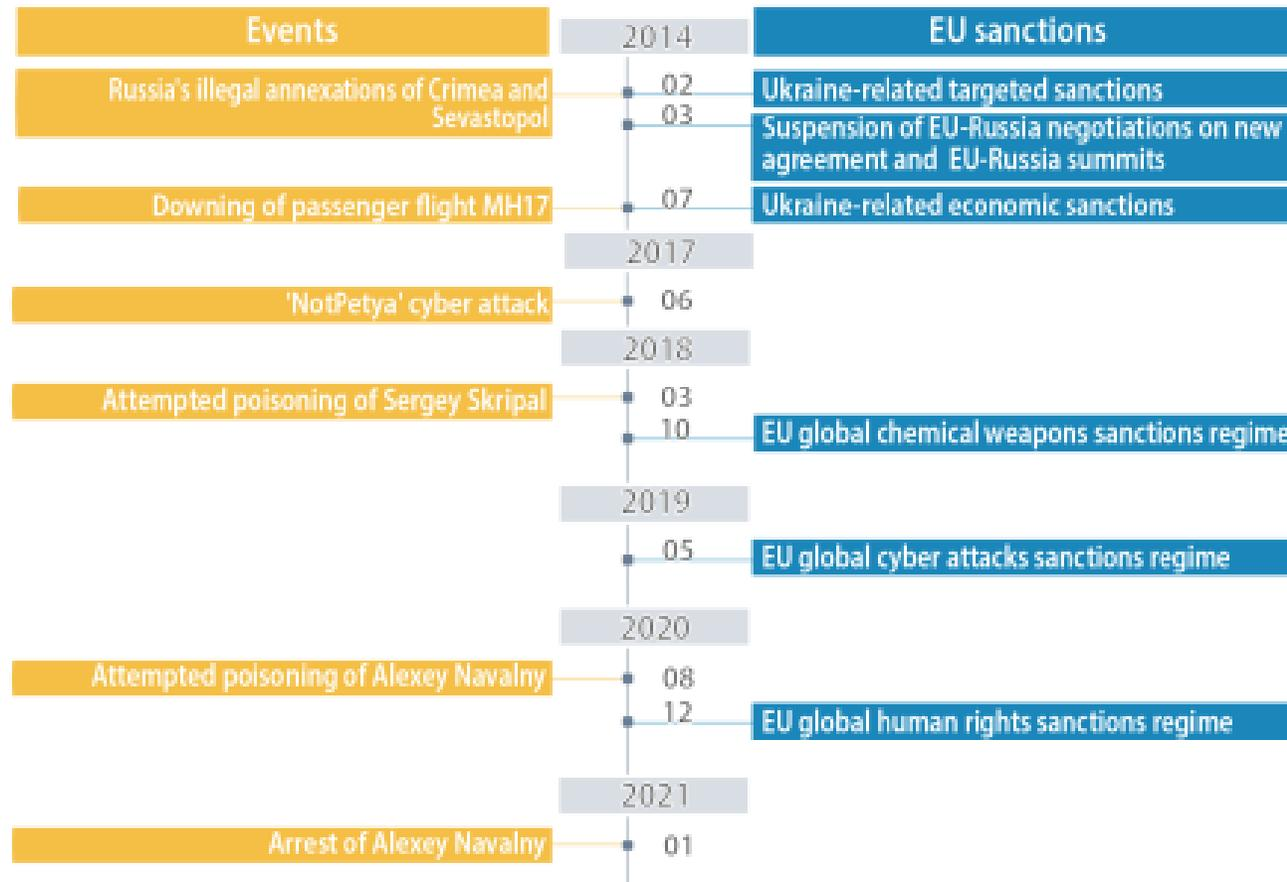 Events
2014
EU sanctions
Russia's illegal annexations of Crimea and
Sevastopol
02
Ukraine-related targeted sanctions
03
Suspension of EU-Russia negotiations on new
agreement and EU-Russia summits
Downing of passenger flight MH17
07
Ukraine-related economic sanctions
2017
'NotPetya' cyber attack
06
2018
Attempted poisoning of Sergey Skripal
03
10
EU global chemical weapons sanctions regime
2019
05
EU global cyber attacks sanctions regime
2020
Attempted poisoning of Alexey Navalny
08
12
EU global human rights sanctions regime
2021
Arrest of Alexey Navalny
01